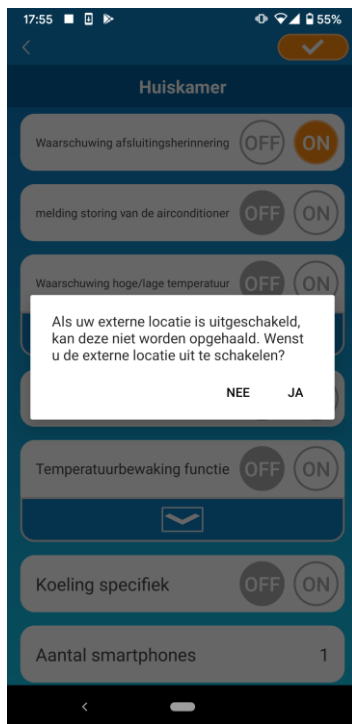 17:55 55%
Huiskamer
Waarschuwing afsluitingsherinnering OFF ON
melding storing van de airconditioner OFF ON
Waarschuwing hoge/lage temperatuur OFF ON
Als uw externe locatie is uitgeschakeld,
kan deze niet worden opgehaald. Wenst
u de externe locatie uit te schakelen?
NEE JA
Temperatuurbewaking functie OFF ON
Koeling specifiek OFF ON
Aantal smartphones 1